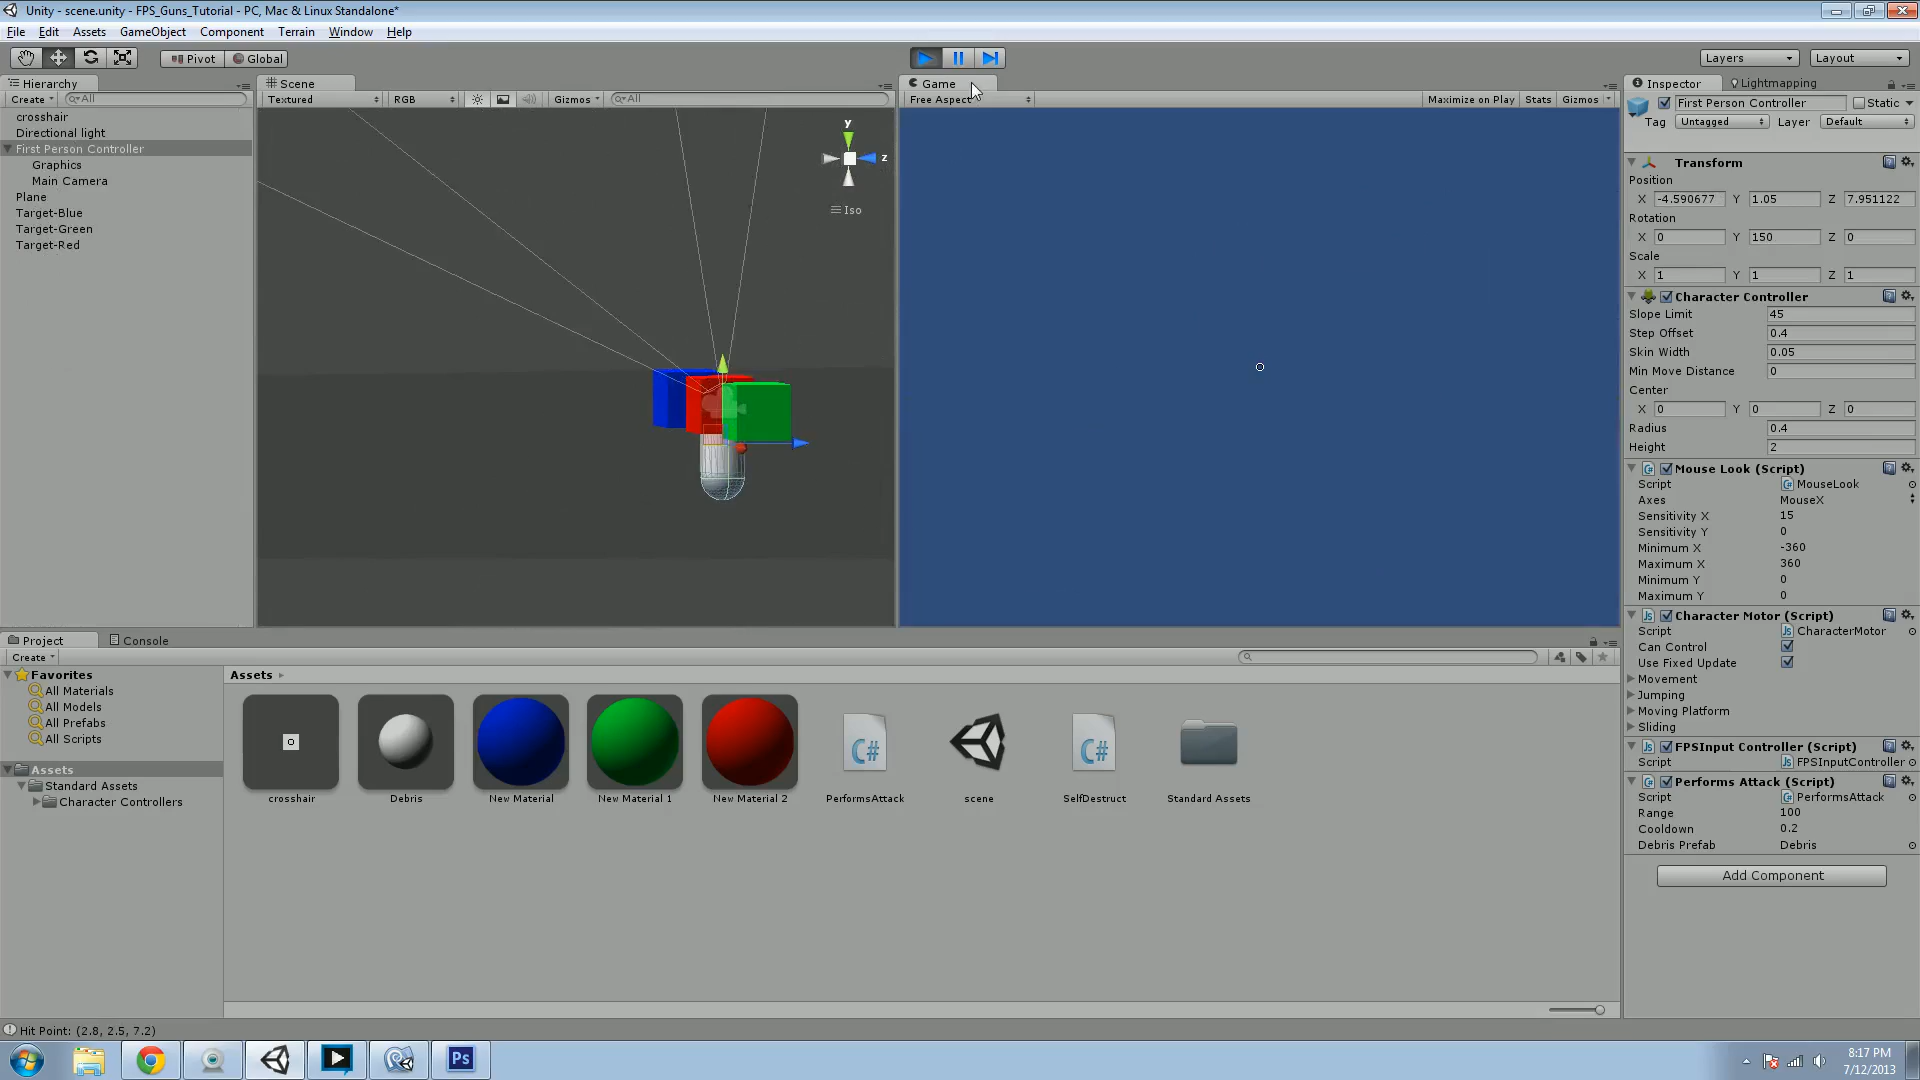 Unity - scene.unity - FPS_Guns_Tutorial - PC, Mac & Linux Standalone*
File Edit Assets GameObject Component Terrain Window Help
Pivot Global Layers Layout
Hierarchy
Create All
crosshair
Directional light
First Person Controller
Graphics
Main Camera
Plane
Target-Blue
Target-Green
Target-Red
Scene
Textured RGB Gizmos All
y
z
Iso
Game
Free Aspect Maximize on Play Stats Gizmos
Inspector Lightmapping
First Person Controller Static
Tag Untagged Layer Default
Transform
Position
X -4.590677 Y 1.05 Z 7.951122
Rotation
X 0 Y 150 Z 0
Scale
X 1 Y 1 Z 1
Character Controller
Slope Limit 45
Step Offset 0.4
Skin Width 0.05
Min Move Distance 0
Center
X 0 Y 0 Z 0
Radius 0.4
Height 2
Mouse Look (Script)
Script MouseLook
Axes MouseX
Sensitivity X 15
Sensitivity Y 0
Minimum X -360
Maximum X 360
Minimum Y 0
Maximum Y 0
Character Motor (Script)
Script CharacterMotor
Can Control
Use Fixed Update
Movement
Jumping
Moving Platform
Sliding
FPSInput Controller (Script)
Script FPSInputController
Performs Attack (Script)
Script PerformsAttack
Range 100
Cooldown 0.2
Debris Prefab Debris
Add Component
Project Console
Create
Favorites
All Materials
All Models
All Prefabs
All Scripts
Assets
Standard Assets
Character Controllers
Assets
C# C#
crosshair Debris New Material New Material 1 New Material 2 PerformsAttack scene SelfDestruct Standard Assets
Hit Point: (2.8, 2.5, 7.2)
Ps
8:17 PM
7/12/2013